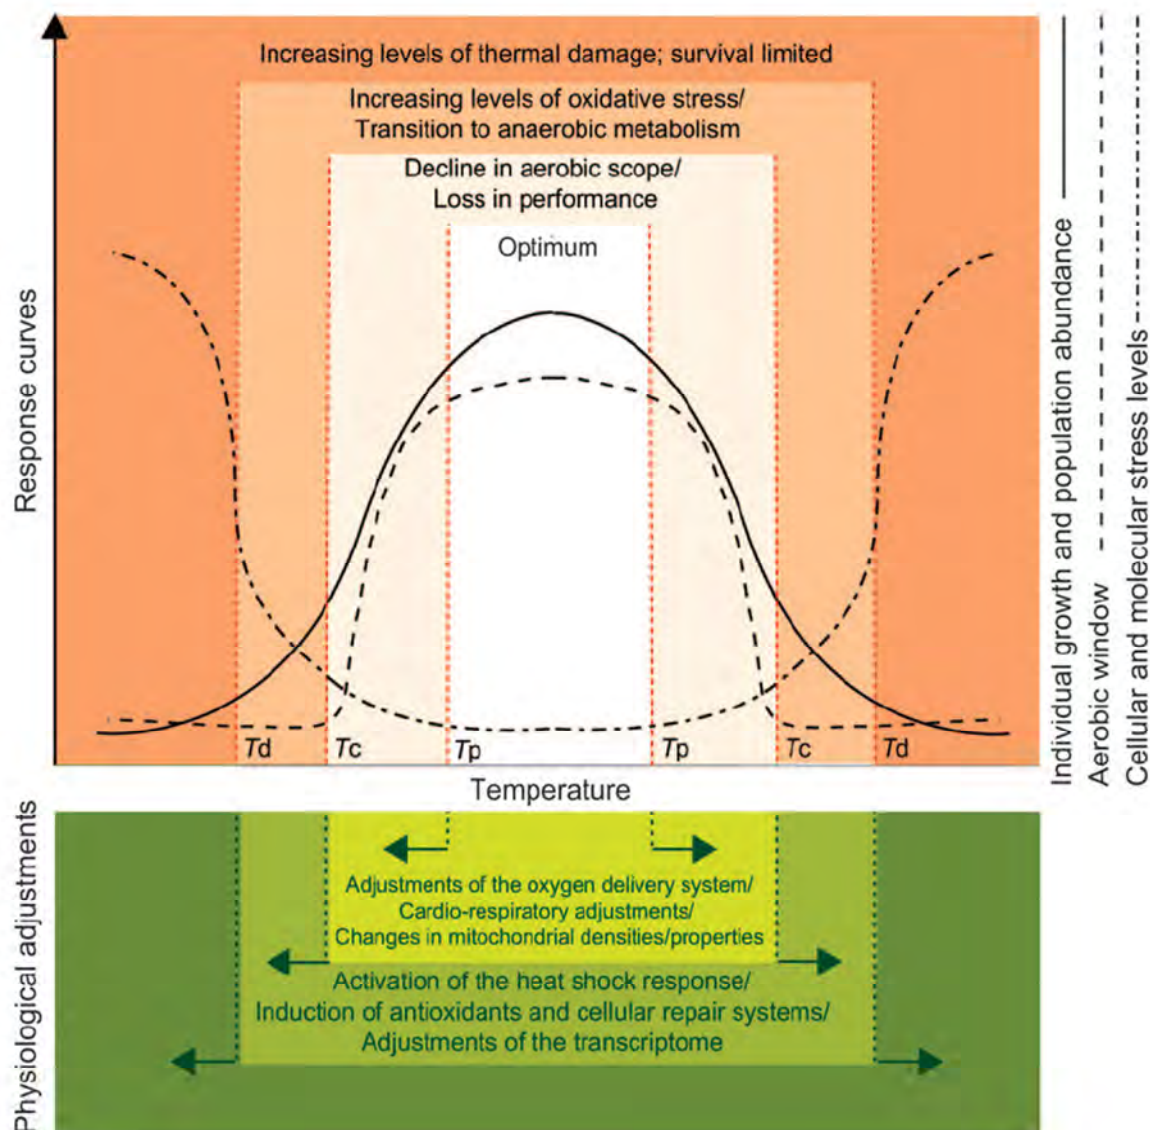 Increasing levels of thermal damage; survival limited
Increasing levels of oxidative stress/
Transition to anaerobic metabolism
Decline in aerobic scope/
Loss in performance
Optimum
Response curves
Td
Tc
Tp
Tp
Tc
Td
Temperature
Individual growth and population abundance
Aerobic window
Cellular and molecular stress levels
Physiological adjustments
Adjustments of the oxygen delivery system/
Cardio-respiratory adjustments/
Changes in mitochondrial densities/properties
Activation of the heat shock response/
Induction of antioxidants and cellular repair systems/
Adjustments of the transcriptome